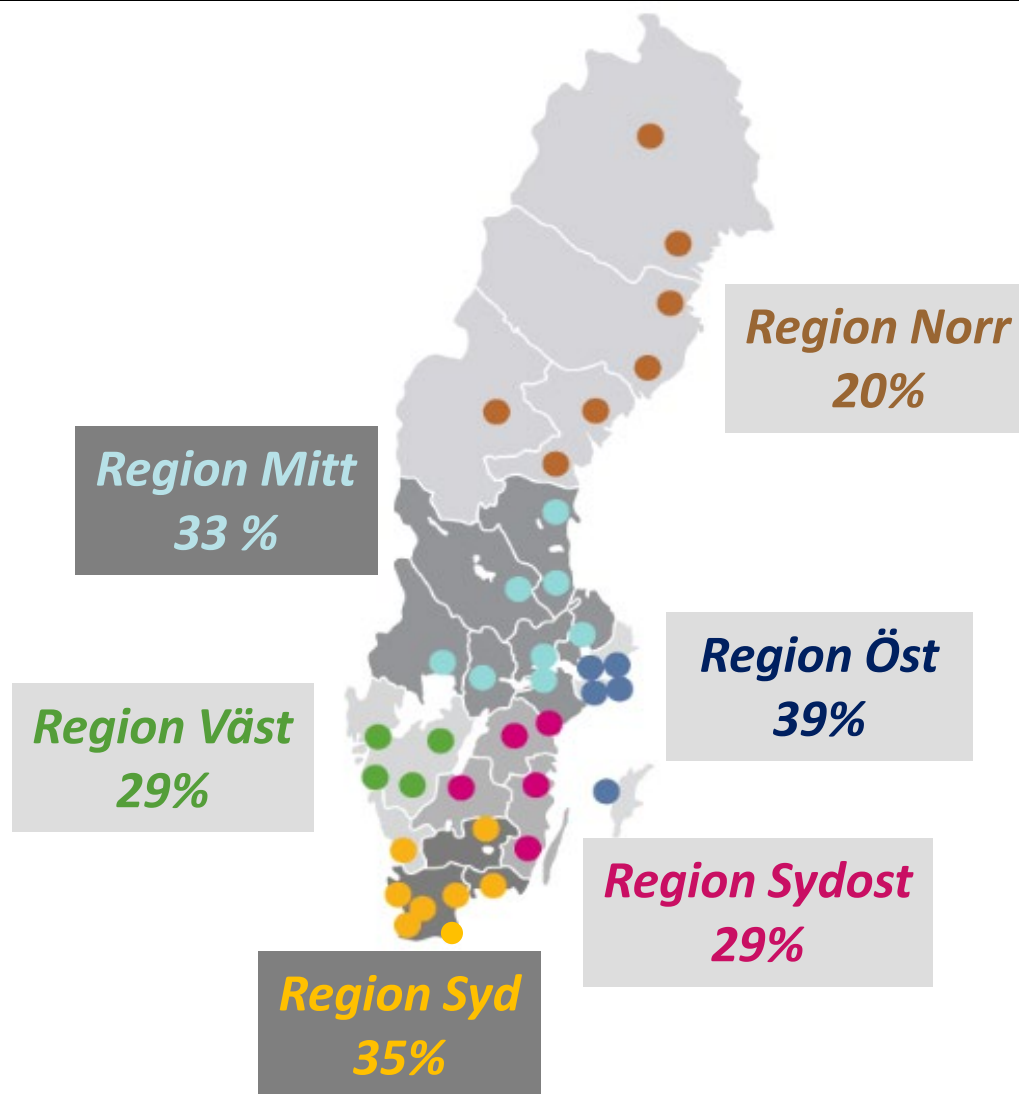 Region Norr
20%
Region Mitt
33 %
Region Öst
39%
Region Väst
29%
Region Sydost
29%
Region Syd
35%